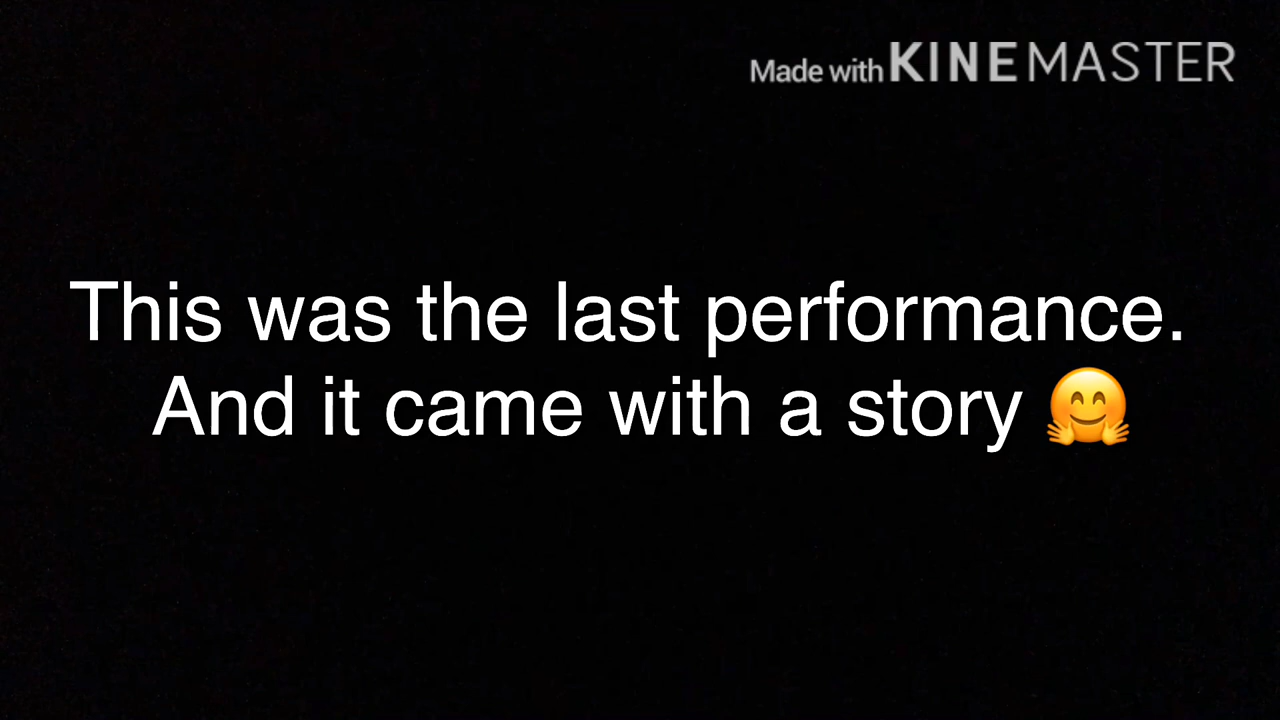 Made with KINEMASTER
This was the last performance.
And it came with a story 🤗